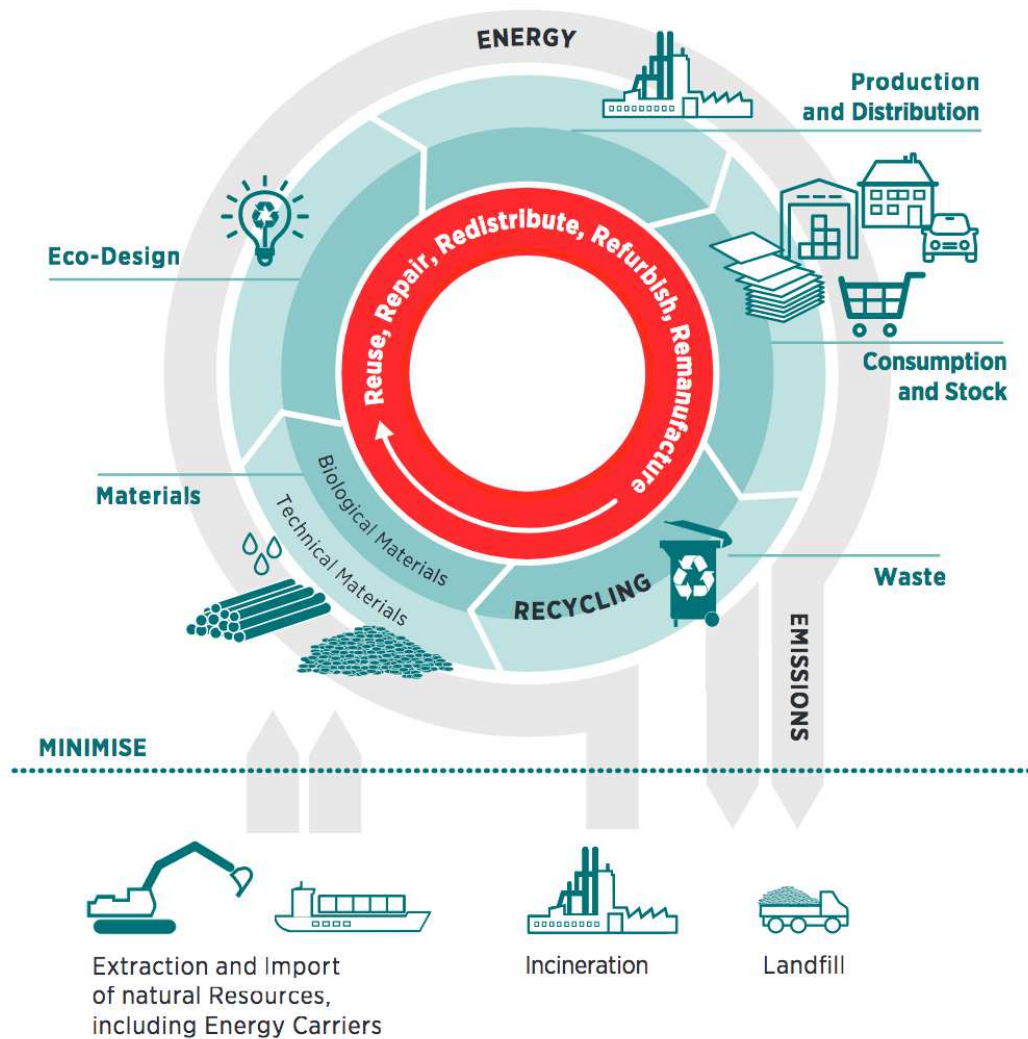 ENERGY
Production
and Distribution
Eco-Design
Reuse, Repair, Redistribute, Refurbish, Remanufacture
Consumption
and Stock
Materials
Biological Materials
Technical Materials
RECYCLING
Waste
EMISSIONS
MINIMISE
Extraction and Import
of natural Resources,
including Energy Carriers
Incineration
Landfill